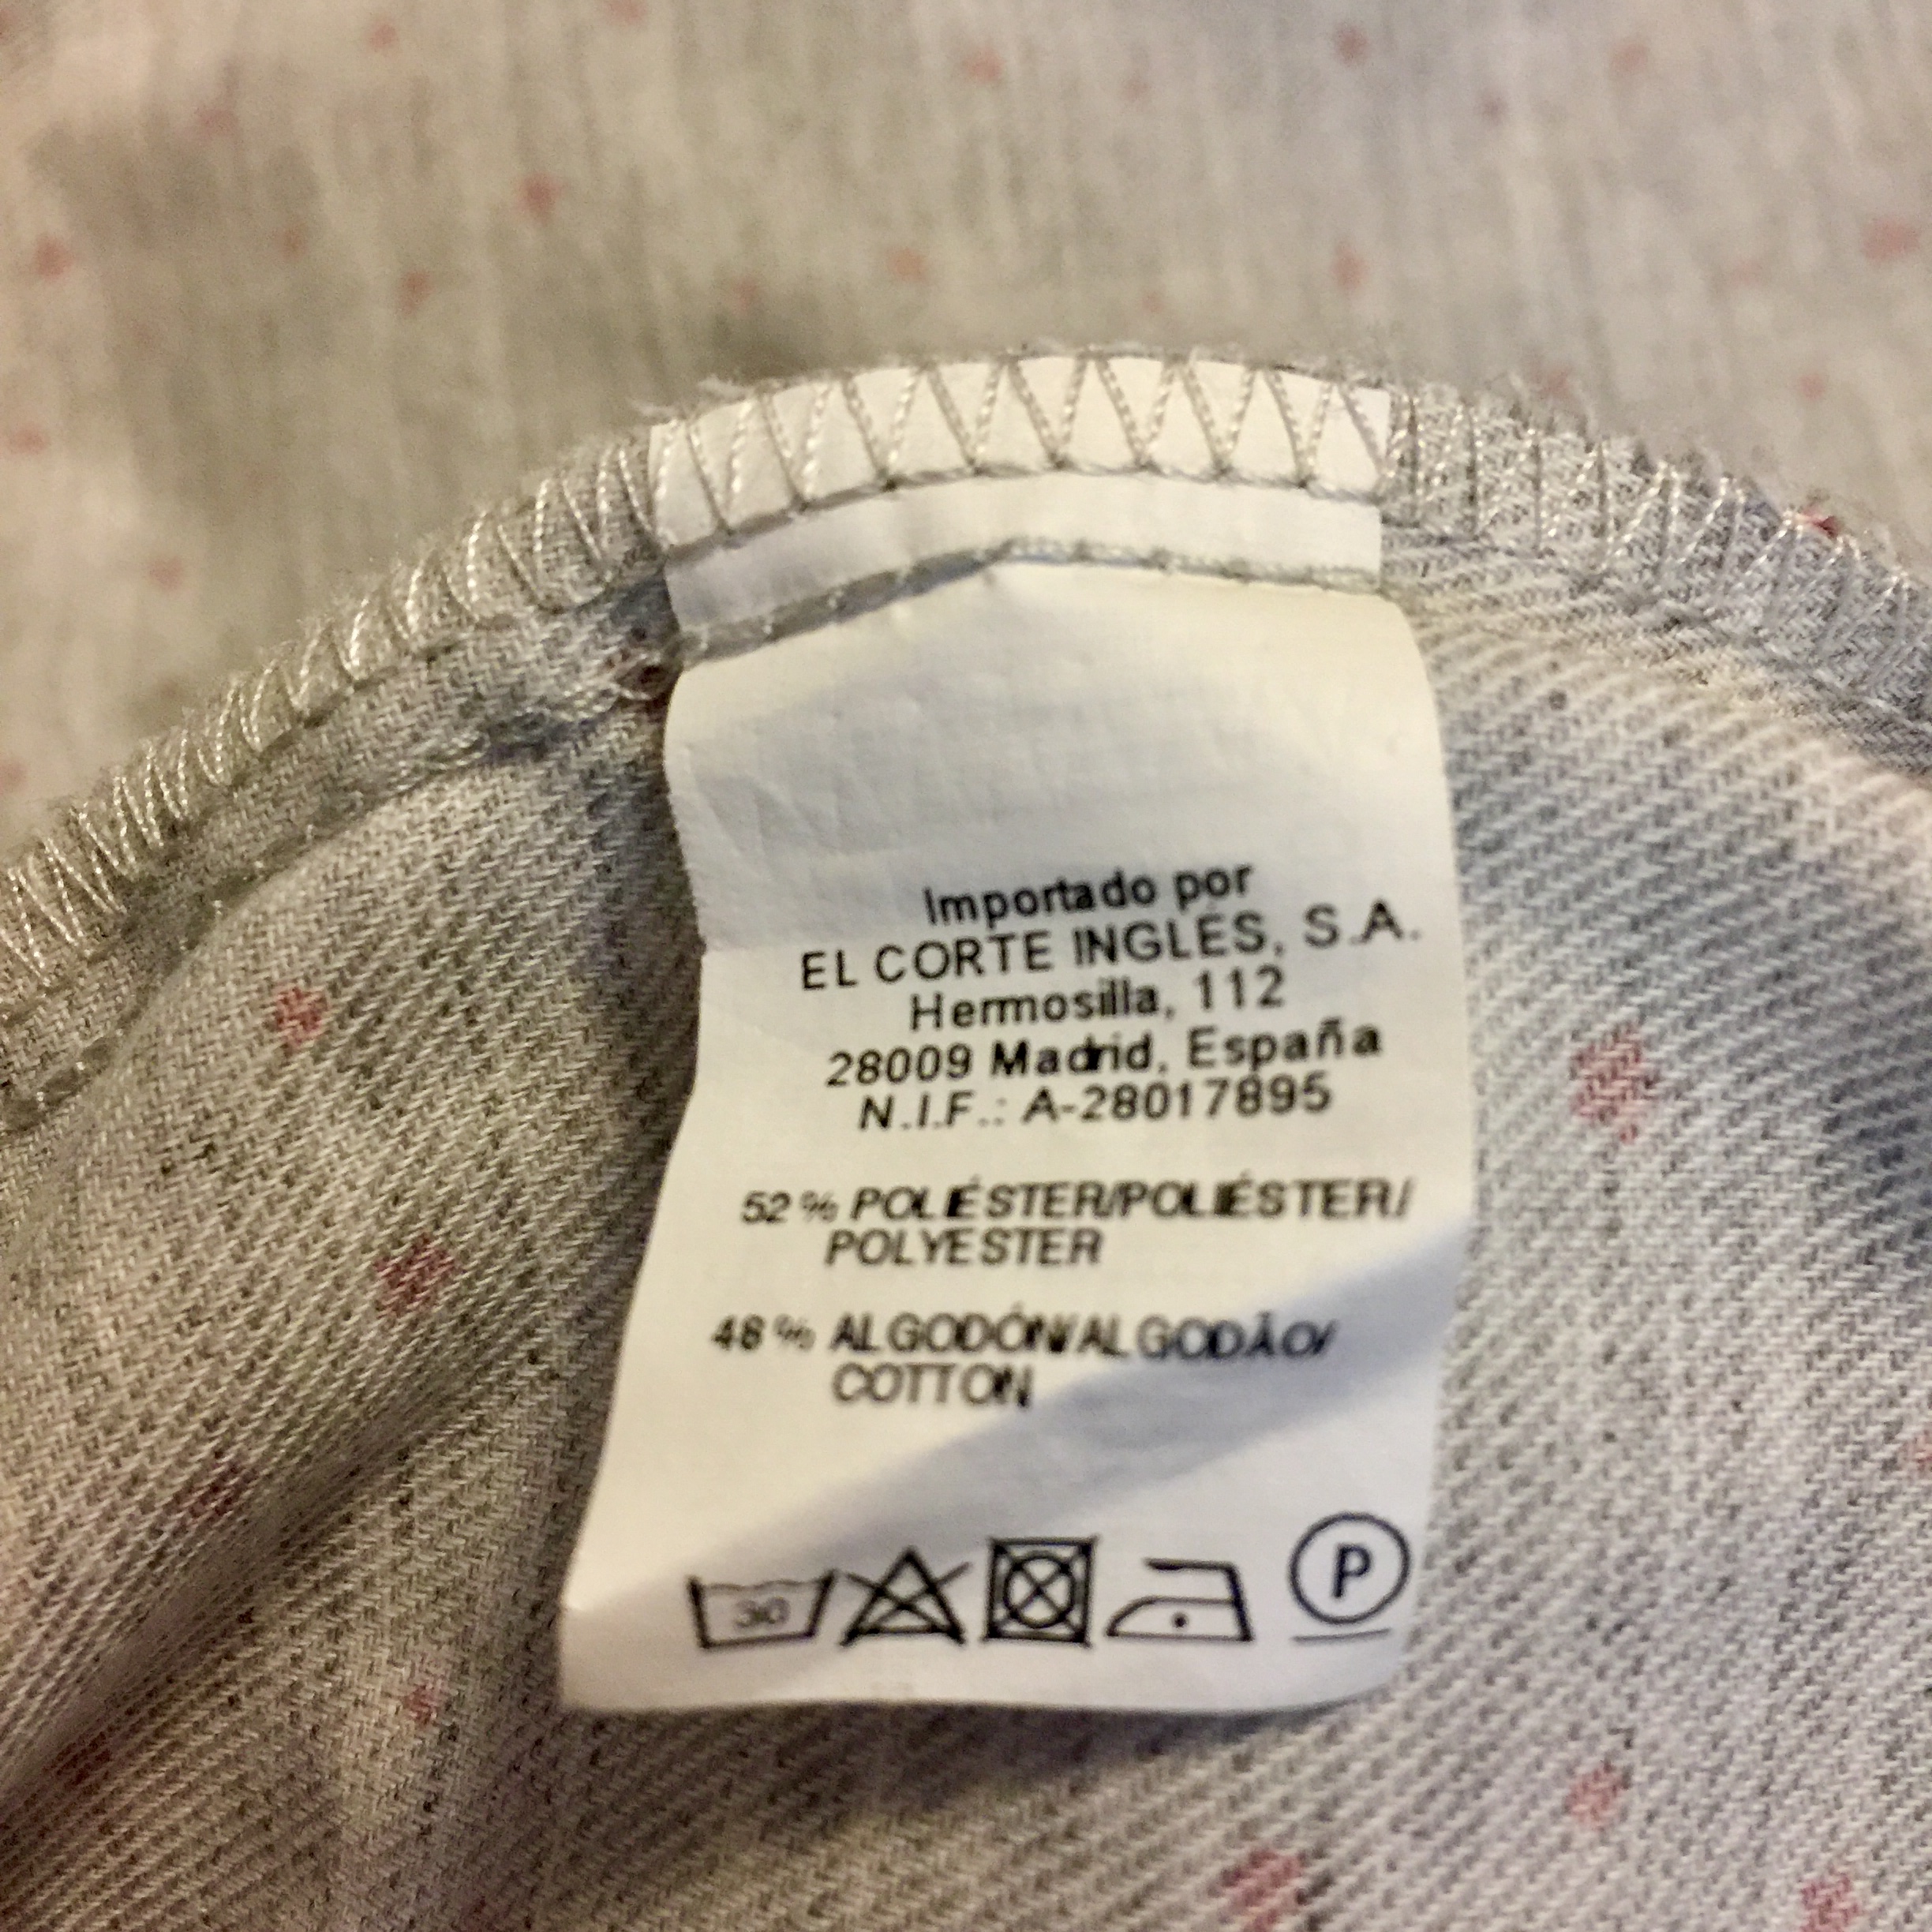 Importado por
EL CORTE INGLES, S.A.
Hermosilla, 112
28009 Madrid, España
N.I.F.: A-28017895
52 % POLIÉSTER/POLIÉSTER/
POLYESTER
48 % ALGODÓN/ALGODÃO/
COTTON
30
P